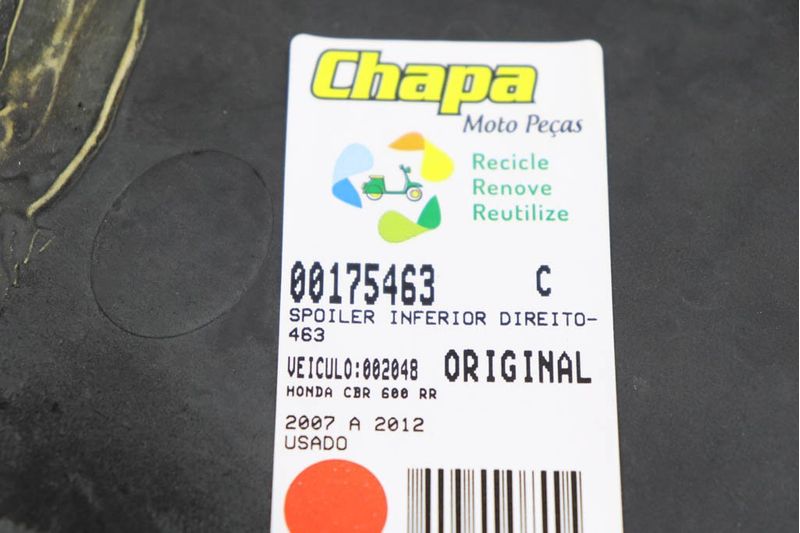 Chapa
Moto Peças
Recicle
Renove
Reutilize
00175463 C
SPOILER INFERIOR DIREITO-
463
VEICULO:002048 ORIGINAL
HONDA CBR 600 RR
2007 A 2012
USADO